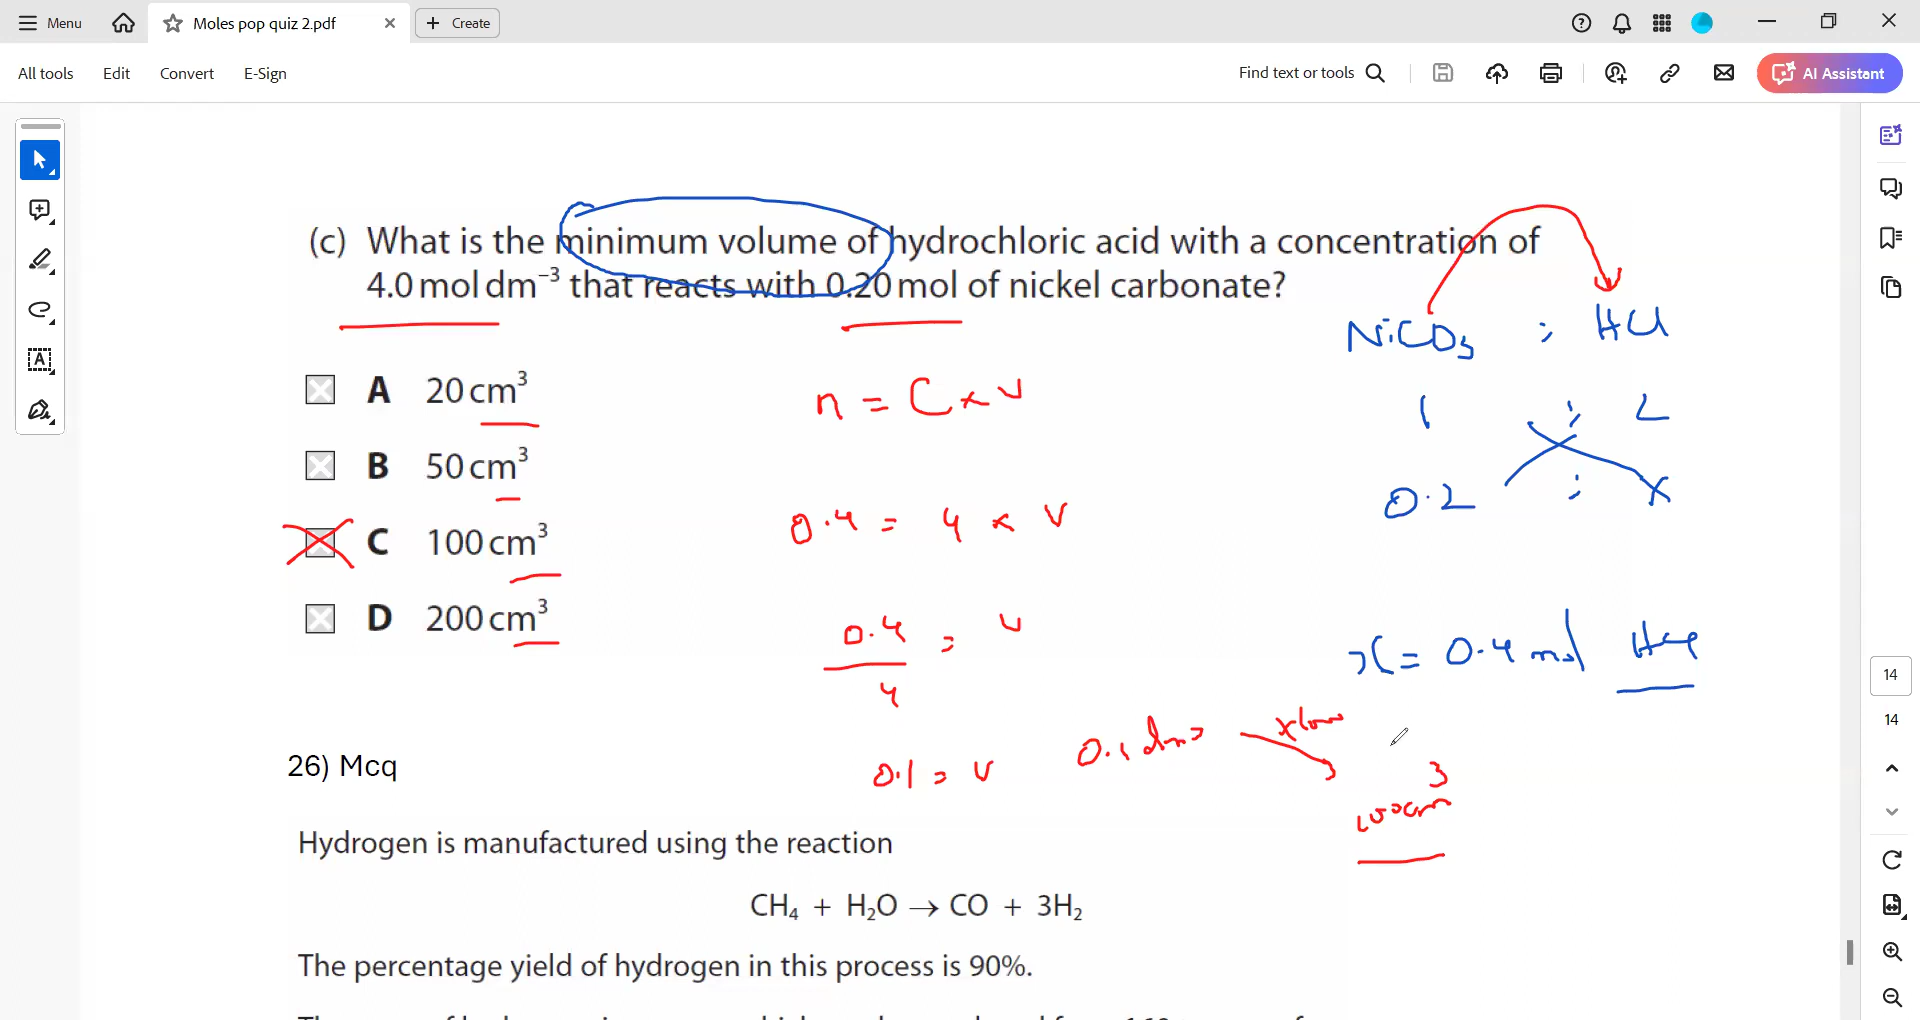 Menu
Moles pop quiz 2.pdf
Create
All tools Edit Convert E-Sign
Find text or tools
AI Assistant
(c) What is the minimum volume of hydrochloric acid with a concentration of
4.0 mol dm⁻³ that reacts with 0.20 mol of nickel carbonate?
A 20 cm³
B 50 cm³
C 100 cm³
D 200 cm³
n = C × V
0.4 = 4 × V
0.4 = V
4
0.1 = V
NiCO₃ : HCl
1 : 2
0.2 : x
x = 0.4 mol HCl
0.1 dm³
100cm³
14
14
26) Mcq
Hydrogen is manufactured using the reaction
CH₄ + H₂O → CO + 3H₂
The percentage yield of hydrogen in this process is 90%.